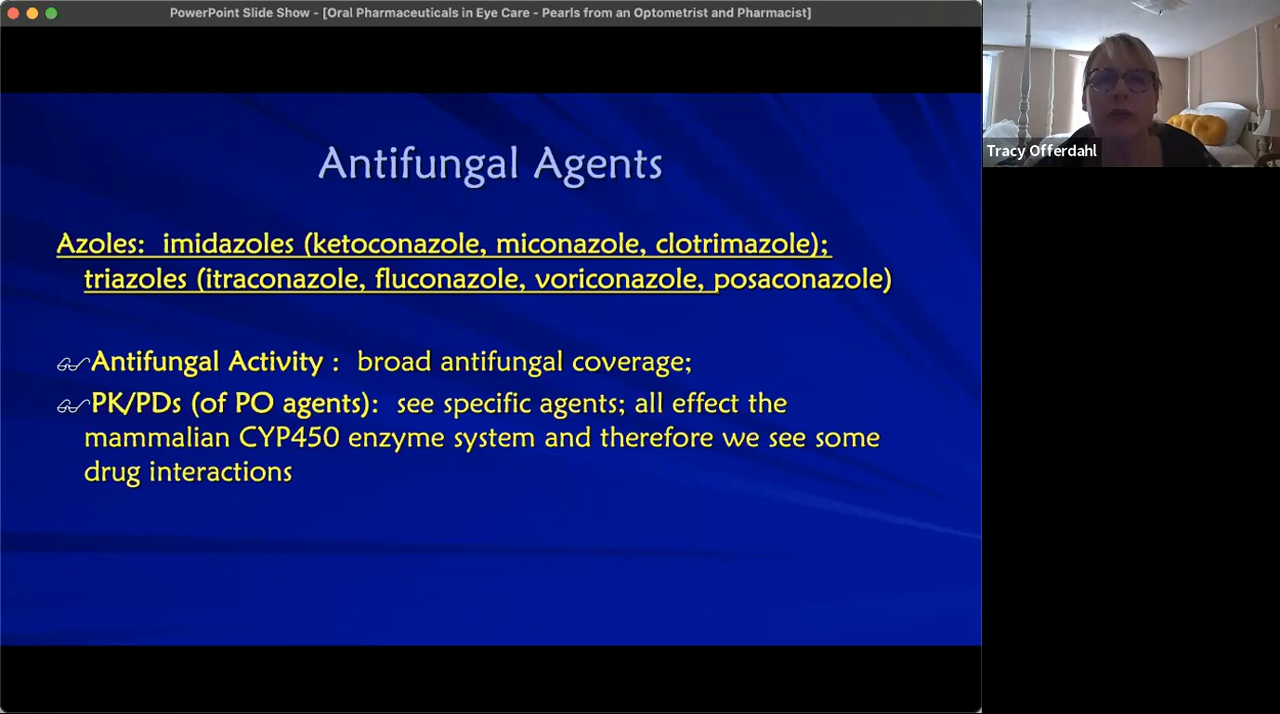 PowerPoint Slide Show - [Oral Pharmaceuticals in Eye Care - Pearls from an Optometrist and Pharmacist]
Antifungal Agents
Azoles: imidazoles (ketoconazole, miconazole, clotrimazole);
triazoles (itraconazole, fluconazole, voriconazole, posaconazole)
Antifungal Activity : broad antifungal coverage;
PK/PDs (of PO agents): see specific agents; all effect the
mammalian CYP450 enzyme system and therefore we see some
drug interactions
Tracy Offerdahl